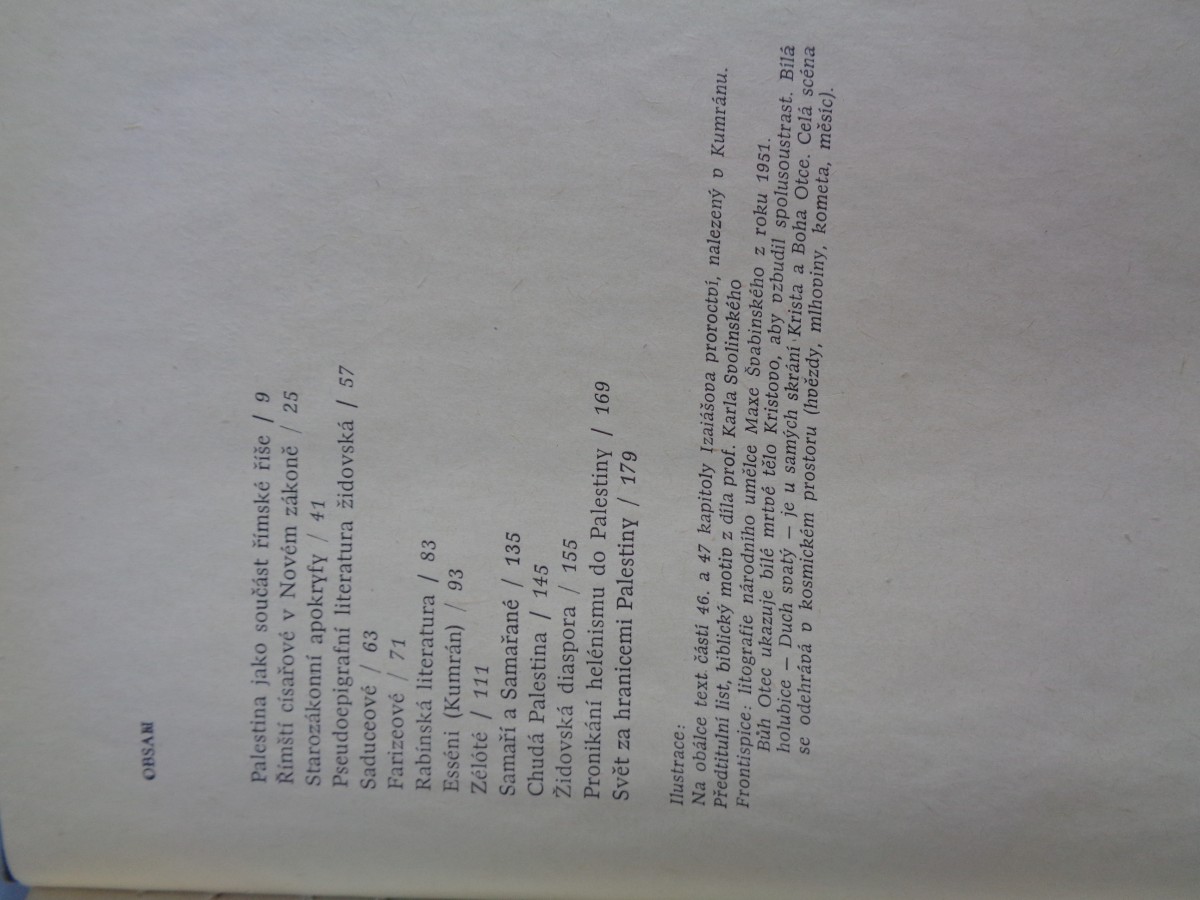 OBSAH
Palestina jako součást římské říše / 9
Římští císařové v Novém zákoně / 25
Starozákonní apokryfy / 41
Pseudoepigrafní literatura židovská / 57
Saduceové / 63
Farizeové / 71
Rabínská literatura / 83
Esséni (Kumrán) / 93
Zélóté / 111
Samaří a Samařané / 135
Chudá Palestina / 145
Židovská diaspora / 155
Pronikání helénismu do Palestiny / 169
Svět za hranicemi Palestiny / 179
Ilustrace:
Na obálce text části 46. a 47 kapitoly Izaiášova proroctví, nalezený v Kumránu.
Předtitulní list, biblický motiv z díla prof. Karla Svolinského
Frontispice: litografie národního umělce Maxe Švabinského z roku 1951.
Bůh Otec ukazuje bílé mrtvé tělo Kristovo, aby vzbudil spolusoustrast. Bílá
holubice – Duch svatý – je u samých skrání Krista a Boha Otce. Celá scéna
se odehrává v kosmickém prostoru (hvězdy, mlhoviny, kometa, měsíc).